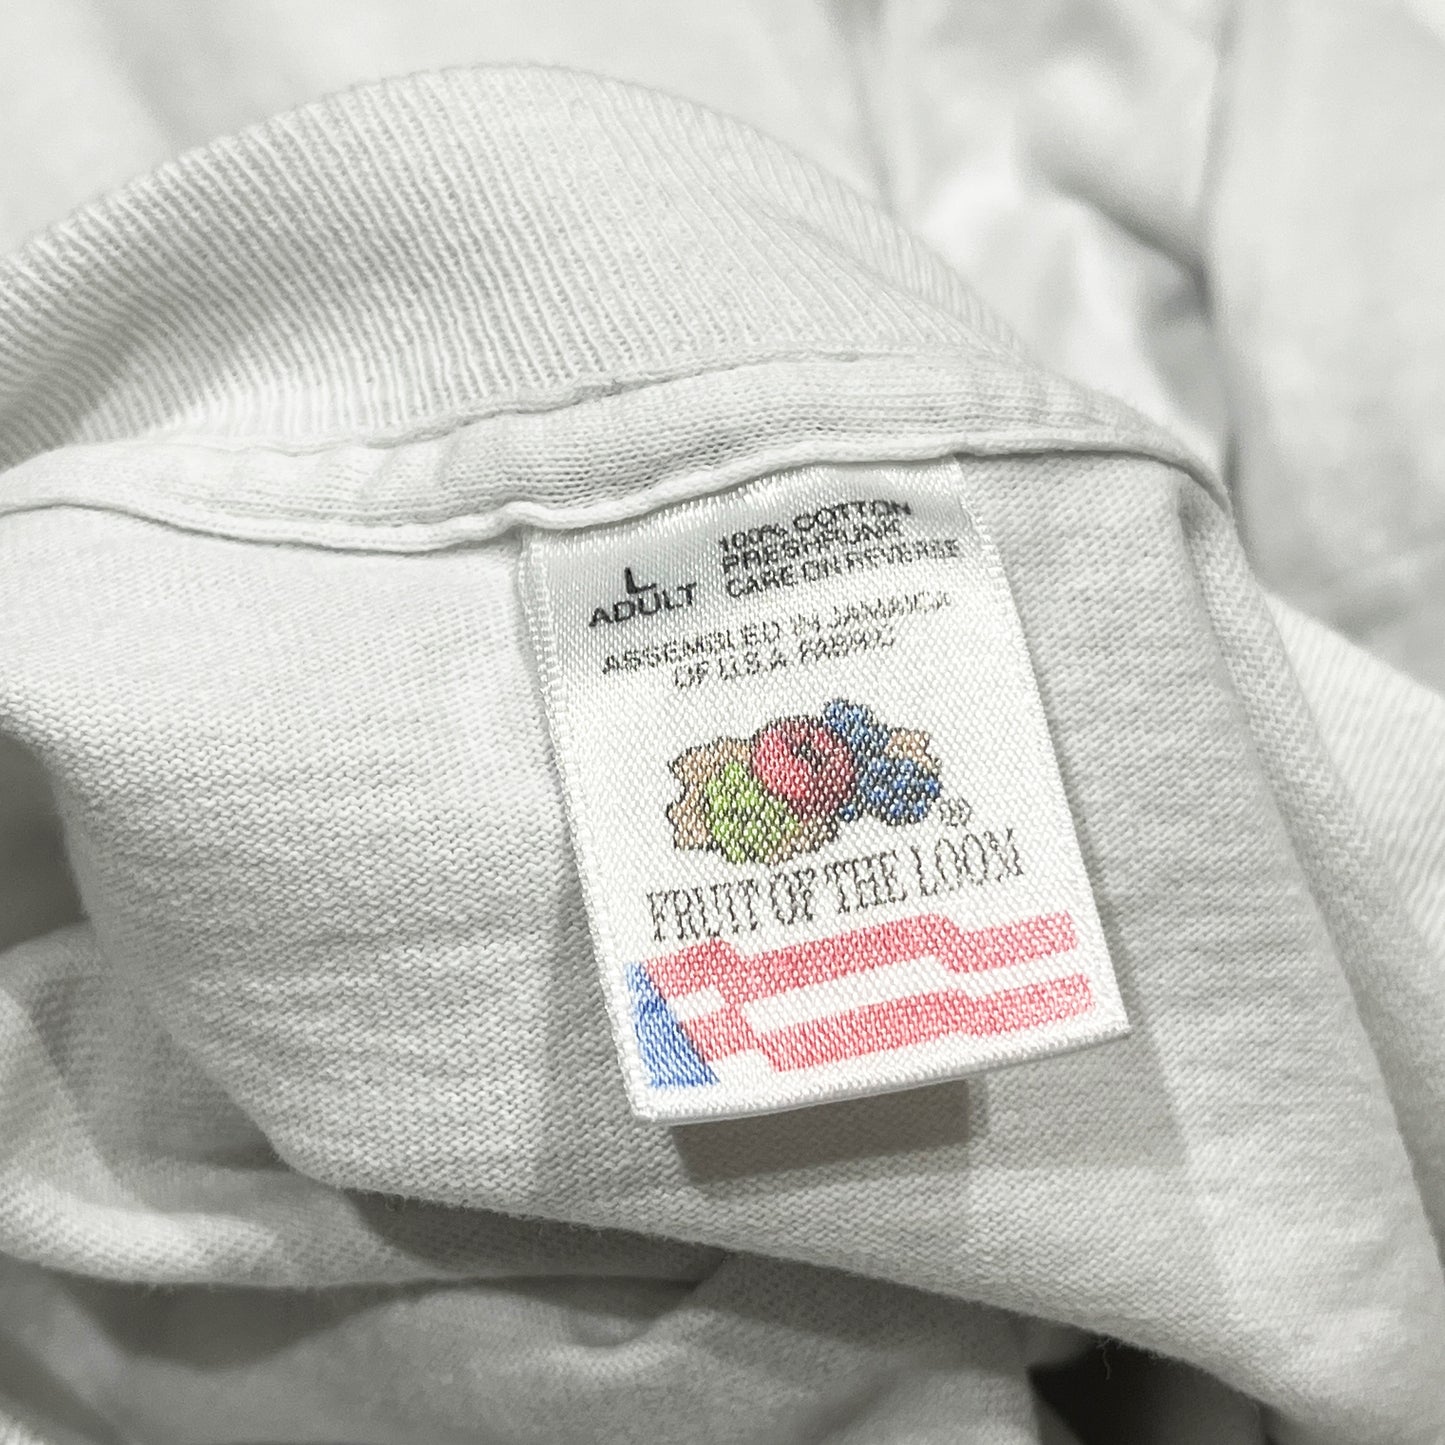 L
ADULT
100% COTTON
PRESHRUNK
CARE ON REVERSE
ASSEMBLED IN JAMAICA
OF U.S.A. FABRIC
®
FRUIT OF THE LOOM